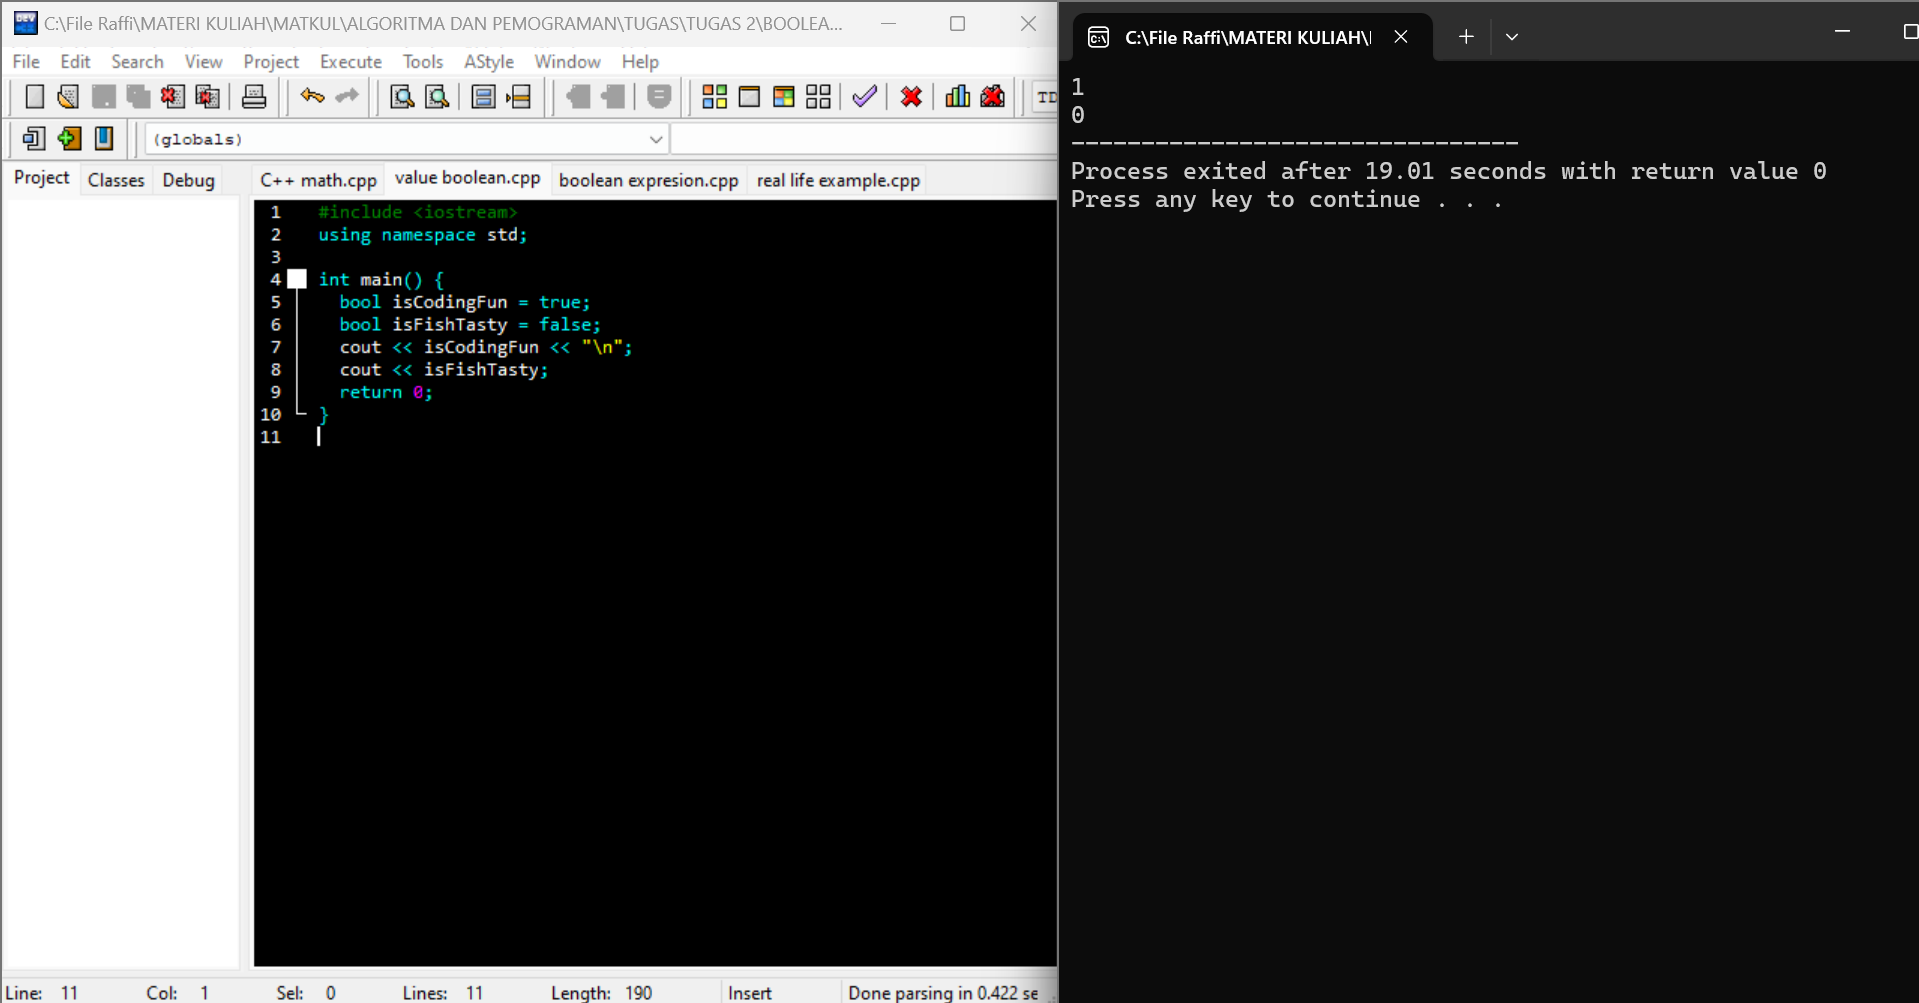 C:\File Raffi\MATERI KULIAH\MATKUL\ALGORITMA DAN PEMOGRAMAN\TUGAS\TUGAS 2\BOOLEA...
File Edit Search View Project Execute Tools AStyle Window Help
TD
(globals)
Project Classes Debug
C++ math.cpp value boolean.cpp boolean expresion.cpp real life example.cpp
1 #include <iostream>
2 using namespace std;
3
4 int main() {
5 bool isCodingFun = true;
6 bool isFishTasty = false;
7 cout << isCodingFun << "\n";
8 cout << isFishTasty;
9 return 0;
10 }
11
Line: 11 Col: 1 Sel: 0 Lines: 11 Length: 190 Insert Done parsing in 0.422 se
C:\File Raffi\MATERI KULIAH\
1
0
--------------------------------
Process exited after 19.01 seconds with return value 0
Press any key to continue . . .